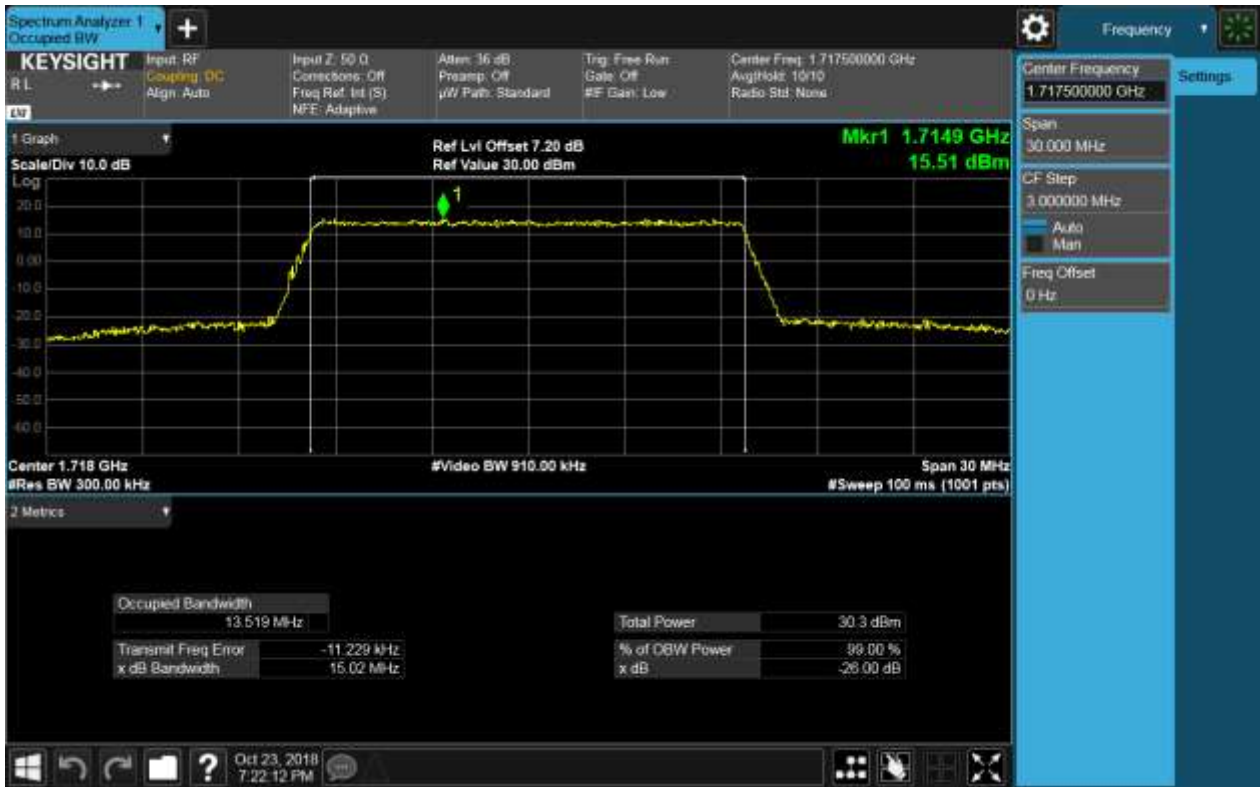 Spectrum Analyzer 1
Occupied BW
Frequency
KEYSIGHT
R L
Input: RF
Coupling: DC
Align: Auto
Input Z: 50 Ω
Corrections: Off
Freq Ref: Int (S)
NFE: Adaptive
Atten: 36 dB
Preamp: Off
µW Path: Standard
Trig: Free Run
Gate: Off
#IF Gain: Low
Center Freq: 1.717500000 GHz
Avg|Hold: 10/10
Radio Std: None
Center Frequency
1.717500000 GHz
Settings
Span
30.000 MHz
CF Step
3.000000 MHz
Auto
Man
Freq Offset
0 Hz
1 Graph
Scale/Div 10.0 dB
Ref Lvl Offset 7.20 dB
Ref Value 30.00 dBm
Mkr1 1.7149 GHz
15.51 dBm
Log
20.0
10.0
0.00
-10.0
-20.0
-30.0
-40.0
-50.0
-60.0
1
Center 1.718 GHz
#Res BW 300.00 kHz
#Video BW 910.00 kHz
Span 30 MHz
#Sweep 100 ms (1001 pts)
2 Metrics
Occupied Bandwidth
13.519 MHz
Total Power 30.3 dBm
Transmit Freq Error -11.229 kHz
% of OBW Power 99.00 %
x dB Bandwidth 15.02 MHz
x dB -26.00 dB
?
Oct 23, 2018
7:22:12 PM